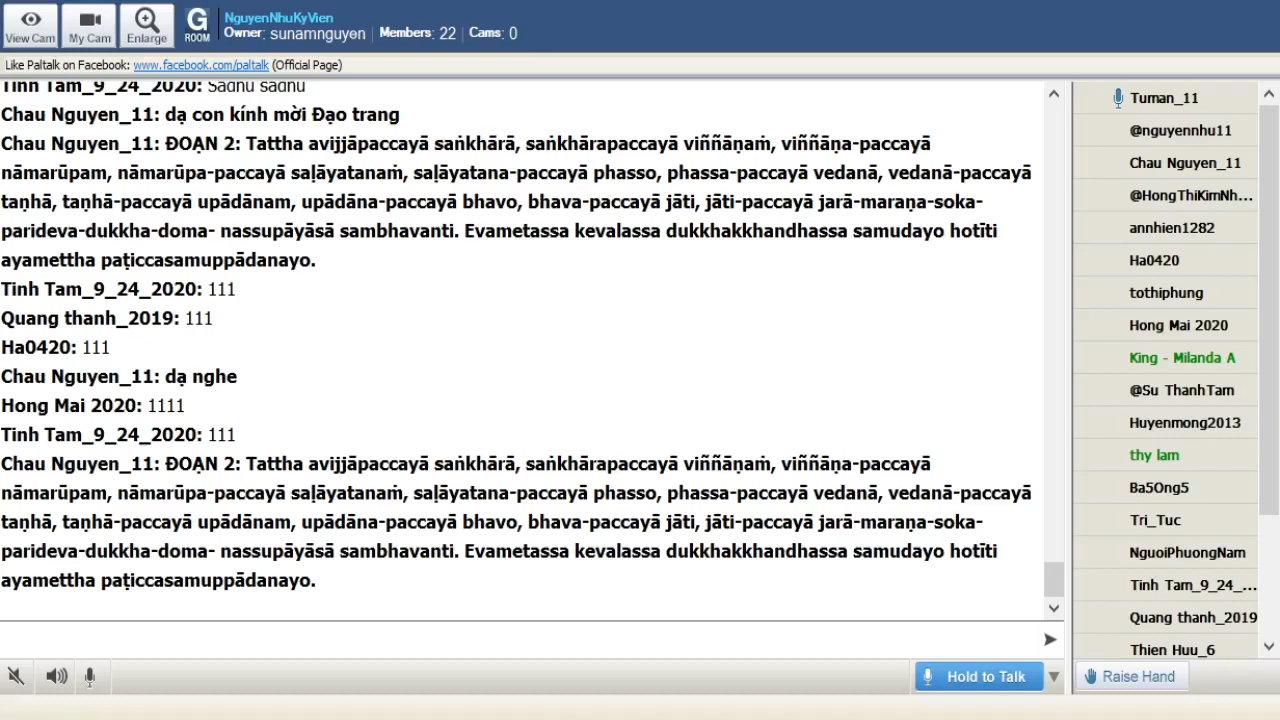 View Cam
My Cam
Enlarge
G
ROOM
NguyenNhuKyVien
Owner: sunamnguyen | Members: 22 | Cams: 0
Like Paltalk on Facebook: www.facebook.com/paltalk (Official Page)
Tinh Tam_9_24_2020: Sadhu sadhu
Chau Nguyen_11: dạ con kính mời Đạo trang
Chau Nguyen_11: ĐOẠN 2: Tattha avijjāpaccayā saṅkhārā, saṅkhārapaccayā viññāṇaṁ, viññāṇa-paccayā
nāmarūpam, nāmarūpa-paccayā saḷāyatanaṁ, saḷāyatana-paccayā phasso, phassa-paccayā vedanā, vedanā-paccayā
taṇhā, taṇhā-paccayā upādānam, upādāna-paccayā bhavo, bhava-paccayā jāti, jāti-paccayā jarā-maraṇa-soka-
parideva-dukkha-doma- nassupāyāsā sambhavanti. Evametassa kevalassa dukkhakkhandhassa samudayo hotīti
ayamettha paṭiccasamuppādanayo.
Tinh Tam_9_24_2020: 111
Quang thanh_2019: 111
Ha0420: 111
Chau Nguyen_11: dạ nghe
Hong Mai 2020: 1111
Tinh Tam_9_24_2020: 111
Chau Nguyen_11: ĐOẠN 2: Tattha avijjāpaccayā saṅkhārā, saṅkhārapaccayā viññāṇaṁ, viññāṇa-paccayā
nāmarūpam, nāmarūpa-paccayā saḷāyatanaṁ, saḷāyatana-paccayā phasso, phassa-paccayā vedanā, vedanā-paccayā
taṇhā, taṇhā-paccayā upādānam, upādāna-paccayā bhavo, bhava-paccayā jāti, jāti-paccayā jarā-maraṇa-soka-
parideva-dukkha-doma- nassupāyāsā sambhavanti. Evametassa kevalassa dukkhakkhandhassa samudayo hotīti
ayamettha paṭiccasamuppādanayo.
Tuman_11
@nguyennhu11
Chau Nguyen_11
@HongThiKimNh...
annhien1282
Ha0420
tothiphung
Hong Mai 2020
King - Milanda A
@Su ThanhTam
Huyenmong2013
thy lam
Ba5Ong5
Tri_Tuc
NguoiPhuongNam
Tinh Tam_9_24_...
Quang thanh_2019
Thien Huu_6
Hold to Talk
Raise Hand